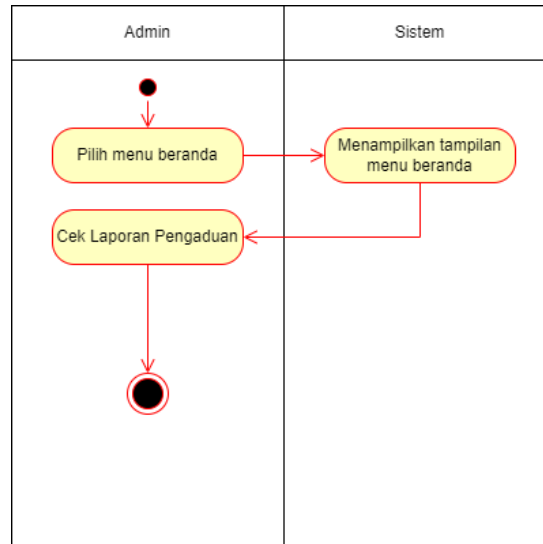 Admin
Sistem
Pilih menu beranda
Menampilkan tampilan
menu beranda
Cek Laporan Pengaduan